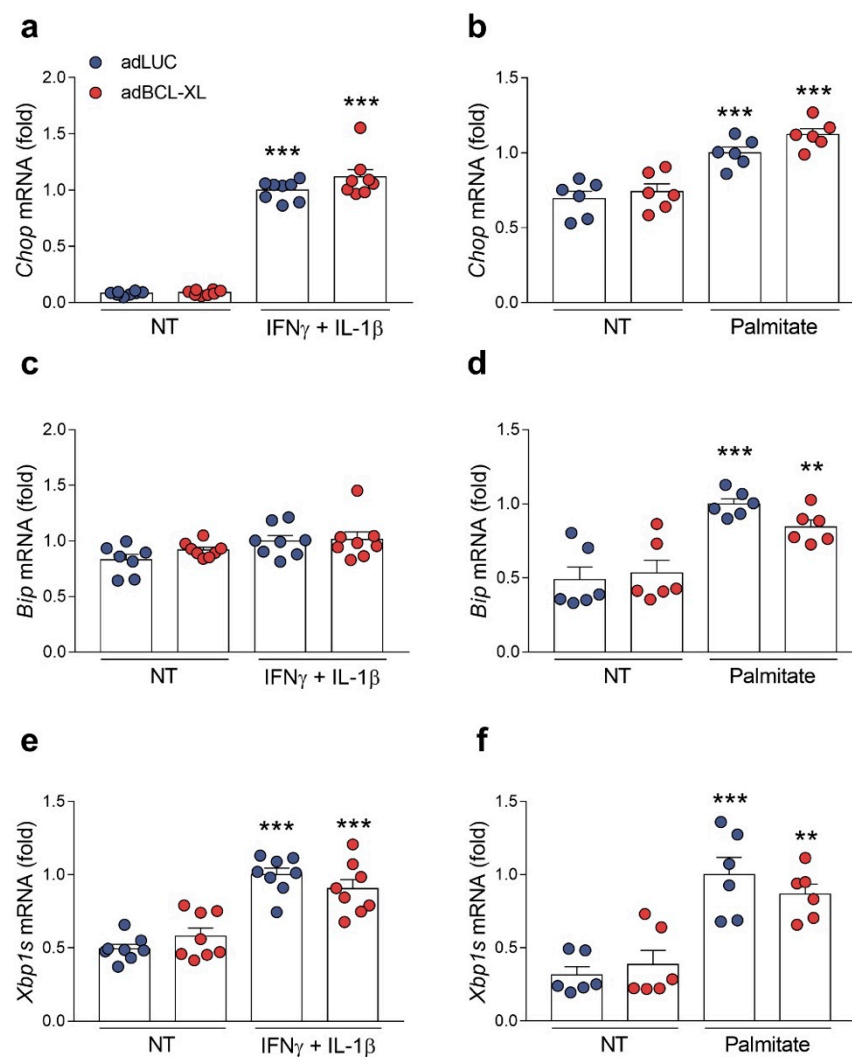 a
adLUC
adBCL-XL
Chop mRNA (fold)
2.0
1.5
1.0
0.5
0.0
***
***
NT
IFNγ + IL-1β
b
Chop mRNA (fold)
1.5
1.0
0.5
0.0
***
***
NT
Palmitate
c
Bip mRNA (fold)
2.0
1.5
1.0
0.5
0.0
NT
IFNγ + IL-1β
d
Bip mRNA (fold)
1.5
1.0
0.5
0.0
***
**
NT
Palmitate
e
Xbp1s mRNA (fold)
1.5
1.0
0.5
0.0
***
***
NT
IFNγ + IL-1β
f
Xbp1s mRNA (fold)
1.5
1.0
0.5
0.0
***
**
NT
Palmitate